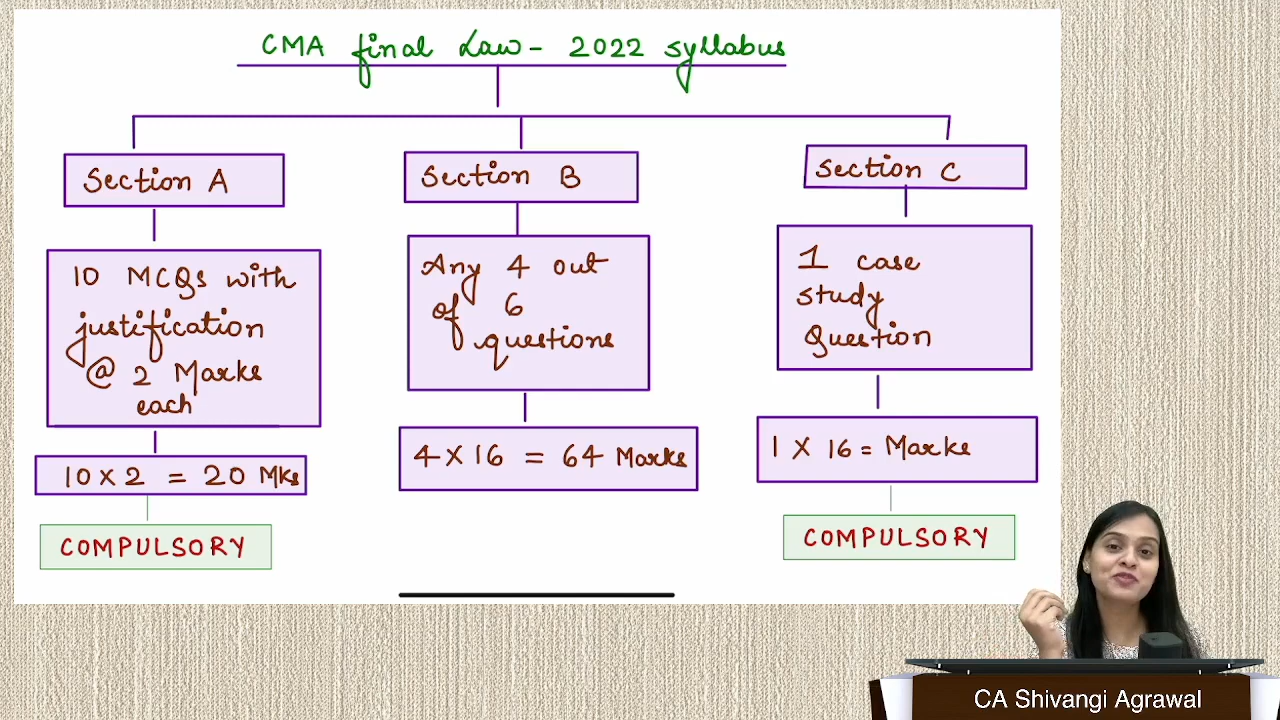 CMA final Law - 2022 syllabus
Section A
10 MCQs with
justification
@ 2 Marks
each
10 X 2 = 20 Mks
COMPULSORY
Section B
Any 4 out
of 6
questions
4 X 16 = 64 Marks
Section C
1 case
study
Question
1 X 16 = Marks
COMPULSORY
CA Shivangi Agrawal